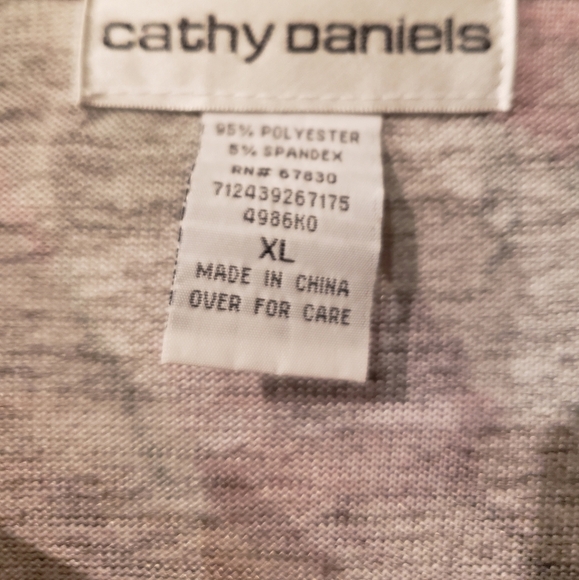 cathy Daniels
95% POLYESTER
5% SPANDEX
RN# 67830
712439267175
4986K0
XL
MADE IN CHINA
OVER FOR CARE